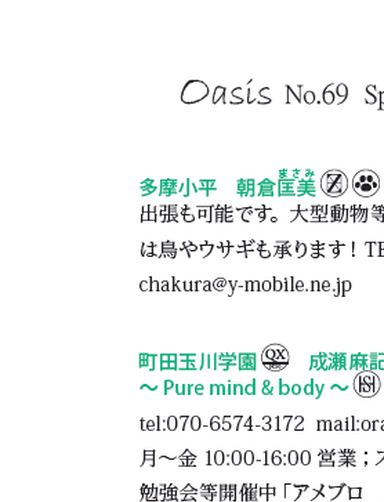 Oasis No.69 Sp
まさみ
多摩小平 朝倉匡美
出張も可能です。大型動物等
は鳥やウサギも承ります！TE
chakura@y-mobile.ne.jp
町田玉川学園 QX 成瀬麻記
～ Pure mind & body ～
tel:070-6574-3172 mail:ora
月～金 10:00-16:00 営業；ス
勉強会等開催中「アメブロ